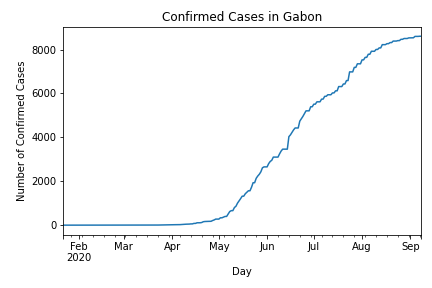 Confirmed Cases in Gabon
Number of Confirmed Cases
8000
6000
4000
2000
0
Feb Mar Apr May Jun Jul Aug Sep
2020
Day